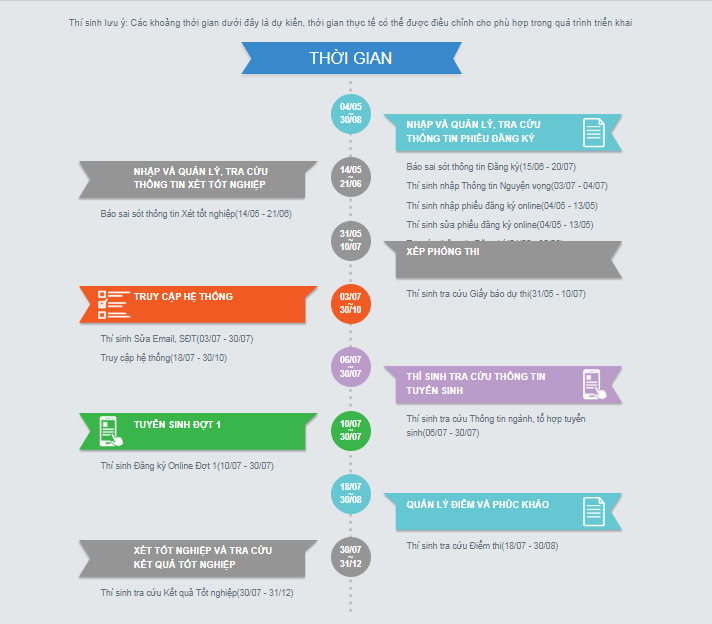 Thí sinh lưu ý: Các khoảng thời gian dưới đây là dự kiến, thời gian thực tế có thể được điều chỉnh cho phù hợp trong quá trình triển khai
THỜI GIAN
04/05
~
30/08
NHẬP VÀ QUẢN LÝ, TRA CỨU
THÔNG TIN PHIẾU ĐĂNG KÝ
Báo sai sót thông tin Đăng ký(15/06 - 20/07)
Thí sinh nhập Thông tin Nguyện vọng(03/07 - 04/07)
Thí sinh nhập phiếu đăng ký online(04/05 - 13/05)
Thí sinh sửa phiếu đăng ký online(04/05 - 13/05)
NHẬP VÀ QUẢN LÝ, TRA CỨU
THÔNG TIN XÉT TỐT NGHIỆP
14/05
~
21/06
Báo sai sót thông tin Xét tốt nghiệp(14/05 - 21/06)
31/05
~
10/07
XẾP PHÒNG THI
Thí sinh tra cứu Giấy báo dự thi(31/05 - 10/07)
TRUY CẬP HỆ THỐNG
03/07
~
30/10
Thí sinh Sửa Email, SĐT(03/07 - 30/07)
Truy cập hệ thống(18/07 - 30/10)
06/07
~
30/07
THÍ SINH TRA CỨU THÔNG TIN
TUYỂN SINH
Thí sinh tra cứu Thông tin ngành, tổ hợp tuyển
sinh(06/07 - 30/07)
TUYỂN SINH ĐỢT 1
10/07
~
30/07
Thí sinh Đăng ký Online Đợt 1(10/07 - 30/07)
18/07
~
30/08
QUẢN LÝ ĐIỂM VÀ PHÚC KHẢO
Thí sinh tra cứu Điểm thi(18/07 - 30/08)
XÉT TỐT NGHIỆP VÀ TRA CỨU
KẾT QUẢ TỐT NGHIỆP
30/07
~
31/12
Thí sinh tra cứu Kết quả Tốt nghiệp(30/07 - 31/12)